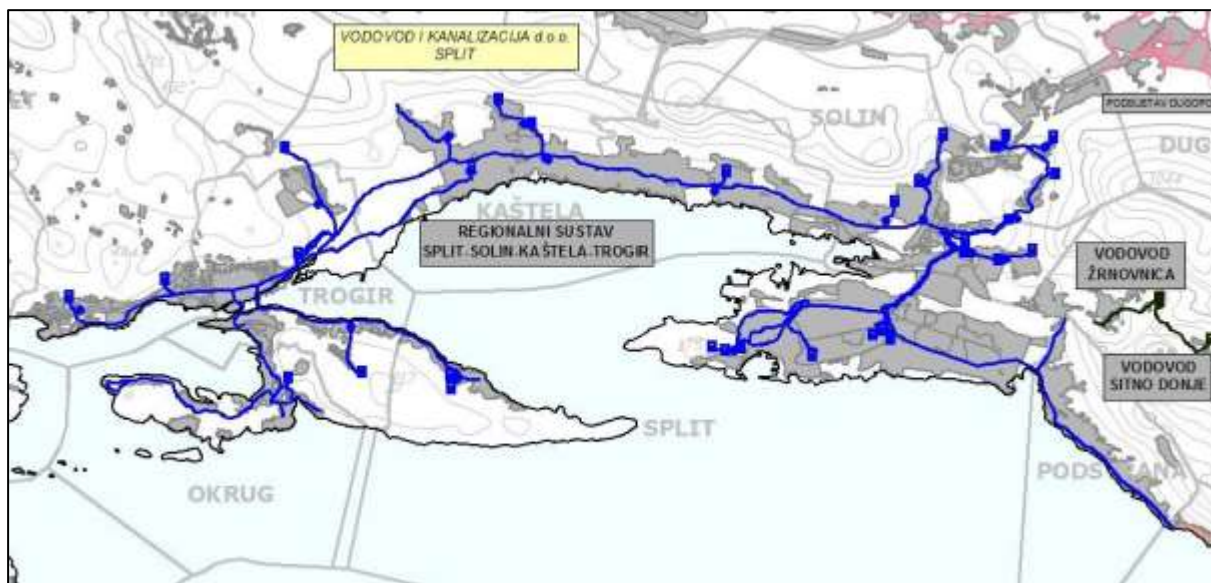 VODOVOD I KANALIZACIJA d.o.o.
SPLIT
SOLIN
PODSUSTAV DUGOPO
DUG
KAŠTELA
REGIONALNI SUSTAV
SPLIT-SOLIN-KAŠTELA-TROGIR
VODOVOD
ŽRNOVNICA
TROGIR
VODOVOD
SITNO DONJE
SPLIT
PODSTRANA
OKRUG